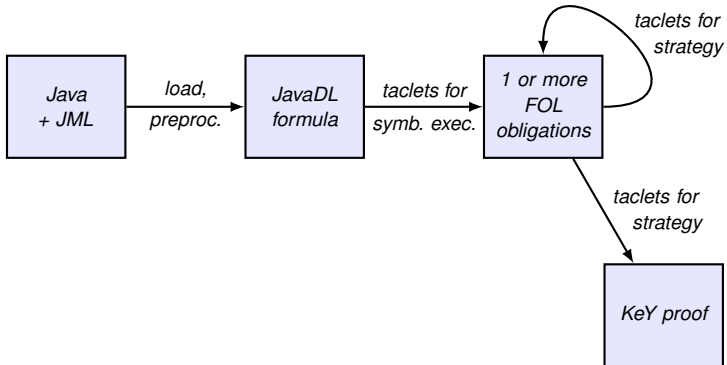 Java
+ JML
load,
preproc.
JavaDL
formula
taclets for
symb. exec.
1 or more
FOL
obligations
taclets for
strategy
taclets for
strategy
KeY proof